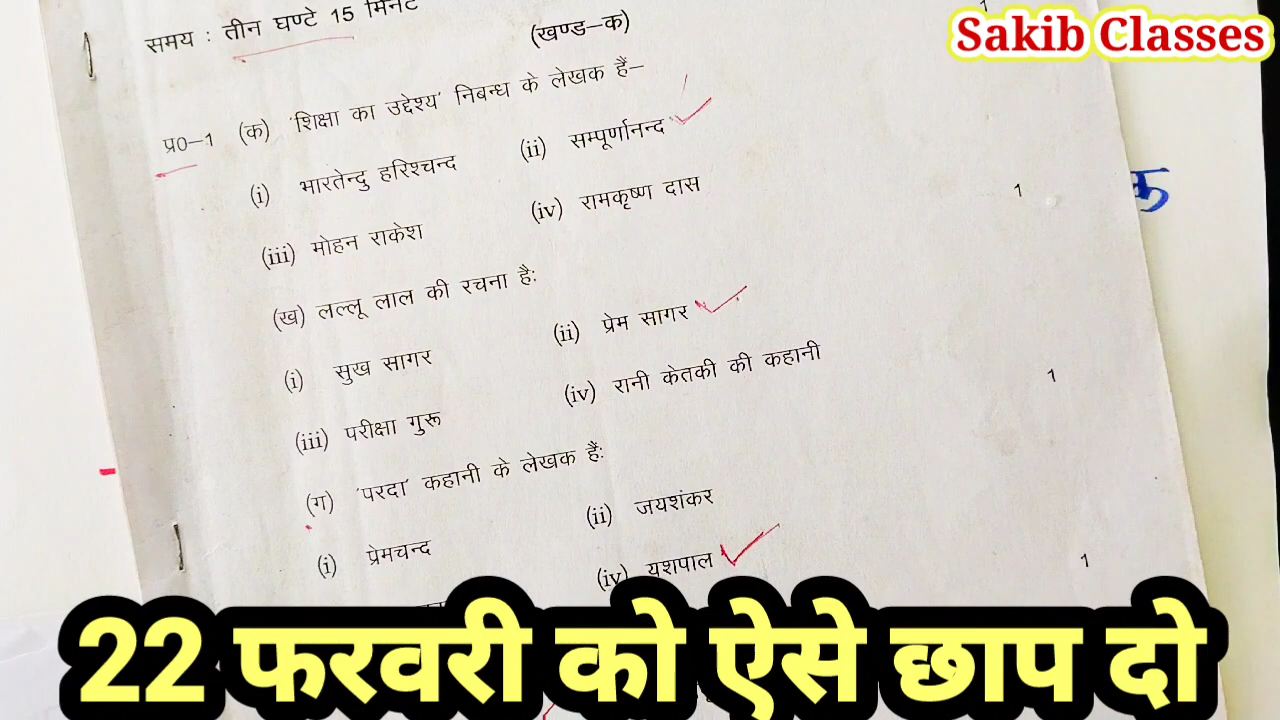 Sakib Classes
समय : तीन घण्टे 15 मिनट
1
(खण्ड–क)
प्र0–1 (क) 'शिक्षा का उद्देश्य' निबन्ध के लेखक हैं–
(i) भारतेन्दु हरिश्चन्द (ii) सम्पूर्णानन्द
(iii) मोहन राकेश (iv) रामकृष्ण दास
1
(ख) लल्लू लाल की रचना है:
(i) सुख सागर (ii) प्रेम सागर
(iii) परीक्षा गुरू (iv) रानी केतकी की कहानी
1
(ग) 'परदा' कहानी के लेखक हैं:
(i) प्रेमचन्द (ii) जयशंकर
(iv) यशपाल
1
22 फरवरी को ऐसे छाप दो